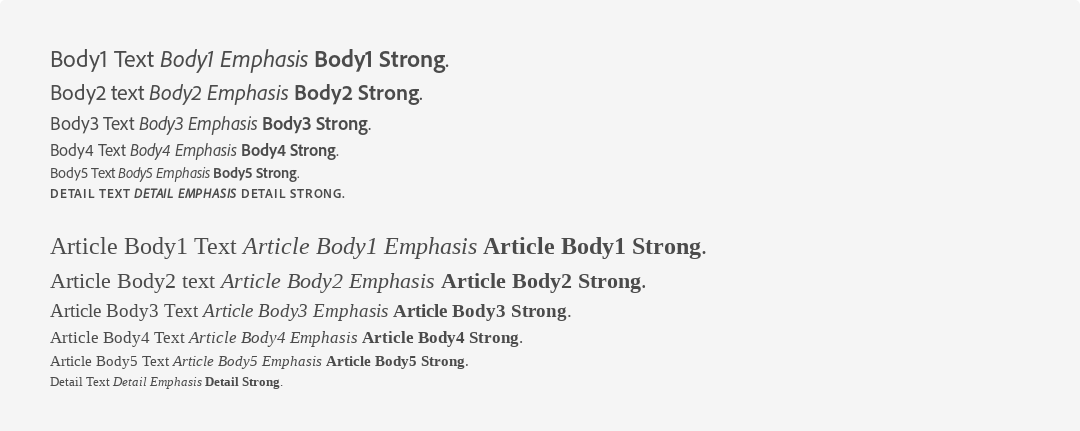 Body1 Text Body1 Emphasis Body1 Strong.
Body2 text Body2 Emphasis Body2 Strong.
Body3 Text Body3 Emphasis Body3 Strong.
Body4 Text Body4 Emphasis Body4 Strong.
Body5 Text Body5 Emphasis Body5 Strong.
DETAIL TEXT DETAIL EMPHASIS DETAIL STRONG.
Article Body1 Text Article Body1 Emphasis Article Body1 Strong.
Article Body2 text Article Body2 Emphasis Article Body2 Strong.
Article Body3 Text Article Body3 Emphasis Article Body3 Strong.
Article Body4 Text Article Body4 Emphasis Article Body4 Strong.
Article Body5 Text Article Body5 Emphasis Article Body5 Strong.
Detail Text Detail Emphasis Detail Strong.